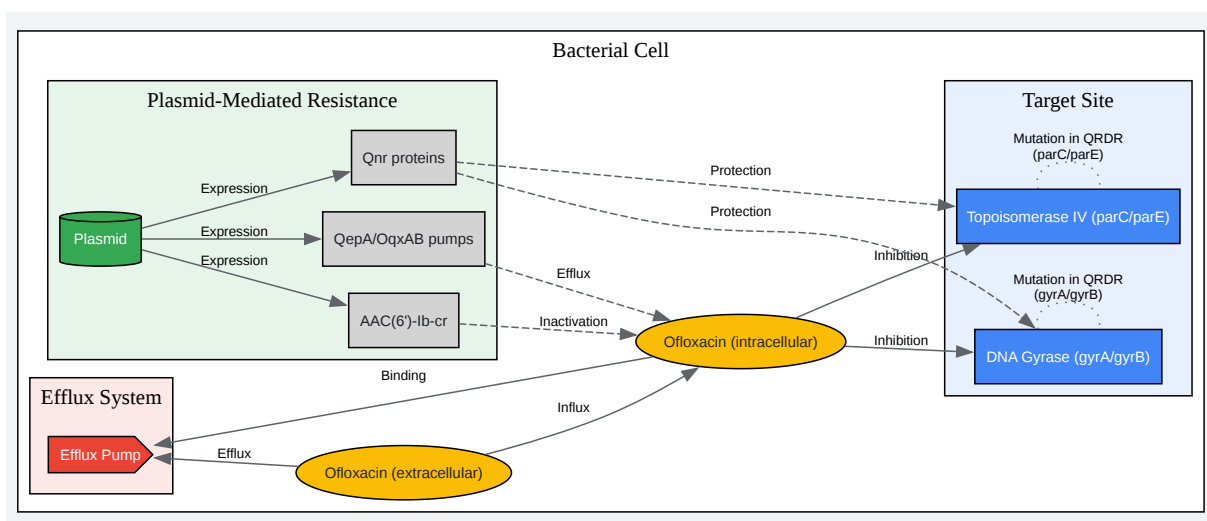 Bacterial Cell
Plasmid-Mediated Resistance
Target Site
Mutation in QRDR
(parC/parE)
Qnr proteins
Protection
Expression
Topoisomerase IV (parC/parE)
Protection
Plasmid
Expression
QepA/OqxAB pumps
Inhibition
Expression
Efflux
Mutation in QRDR
(gyrA/gyrB)
AAC(6')-Ib-cr
Inactivation
Ofloxacin (intracellular)
Inhibition
DNA Gyrase (gyrA/gyrB)
Binding
Efflux System
Influx
Efflux Pump
Efflux
Ofloxacin (extracellular)